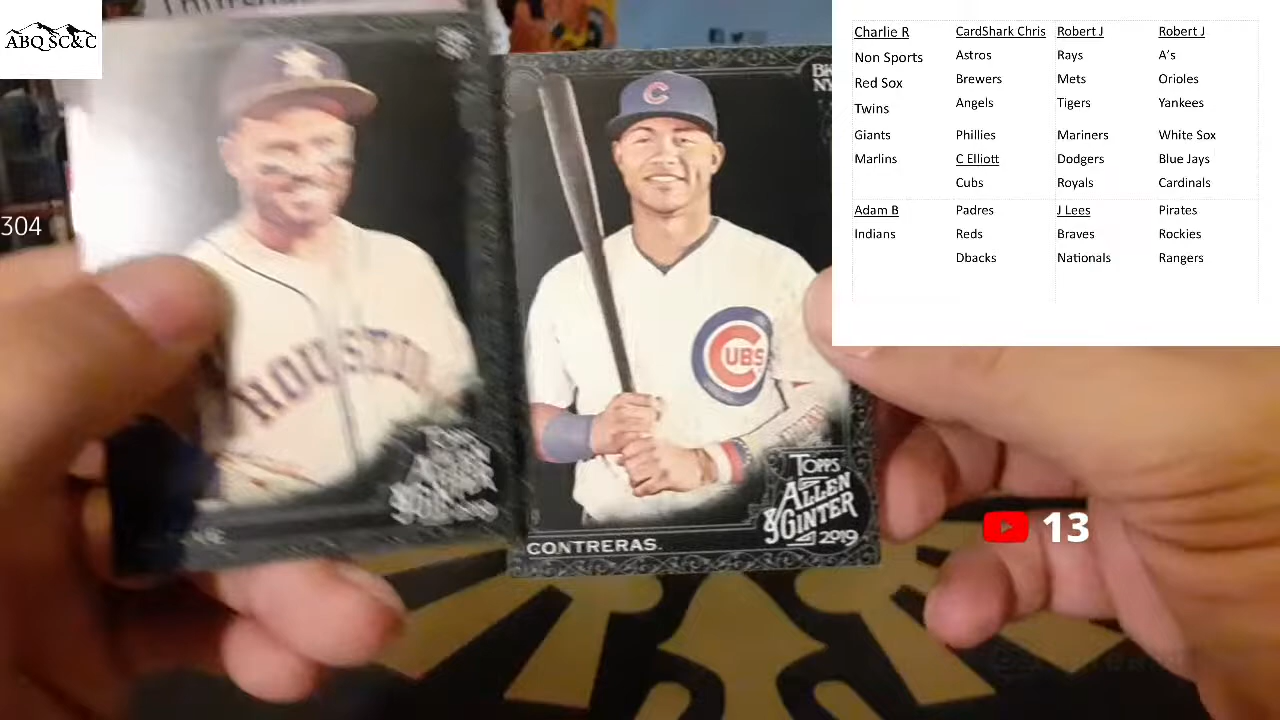 ABQ SC&C
304
HOUSTON
C
CUBS
CONTRERAS.
TOPPS
ALLEN
& GINTER
2019
Charlie R
Non Sports
Red Sox
Twins
Giants
Marlins
Adam B
Indians
CardShark Chris
Astros
Brewers
Angels
Phillies
C Elliott
Cubs
Padres
Reds
Dbacks
Robert J
Rays
Mets
Tigers
Mariners
Dodgers
Royals
J Lees
Braves
Nationals
Robert J
A's
Orioles
Yankees
White Sox
Blue Jays
Cardinals
Pirates
Rockies
Rangers
13